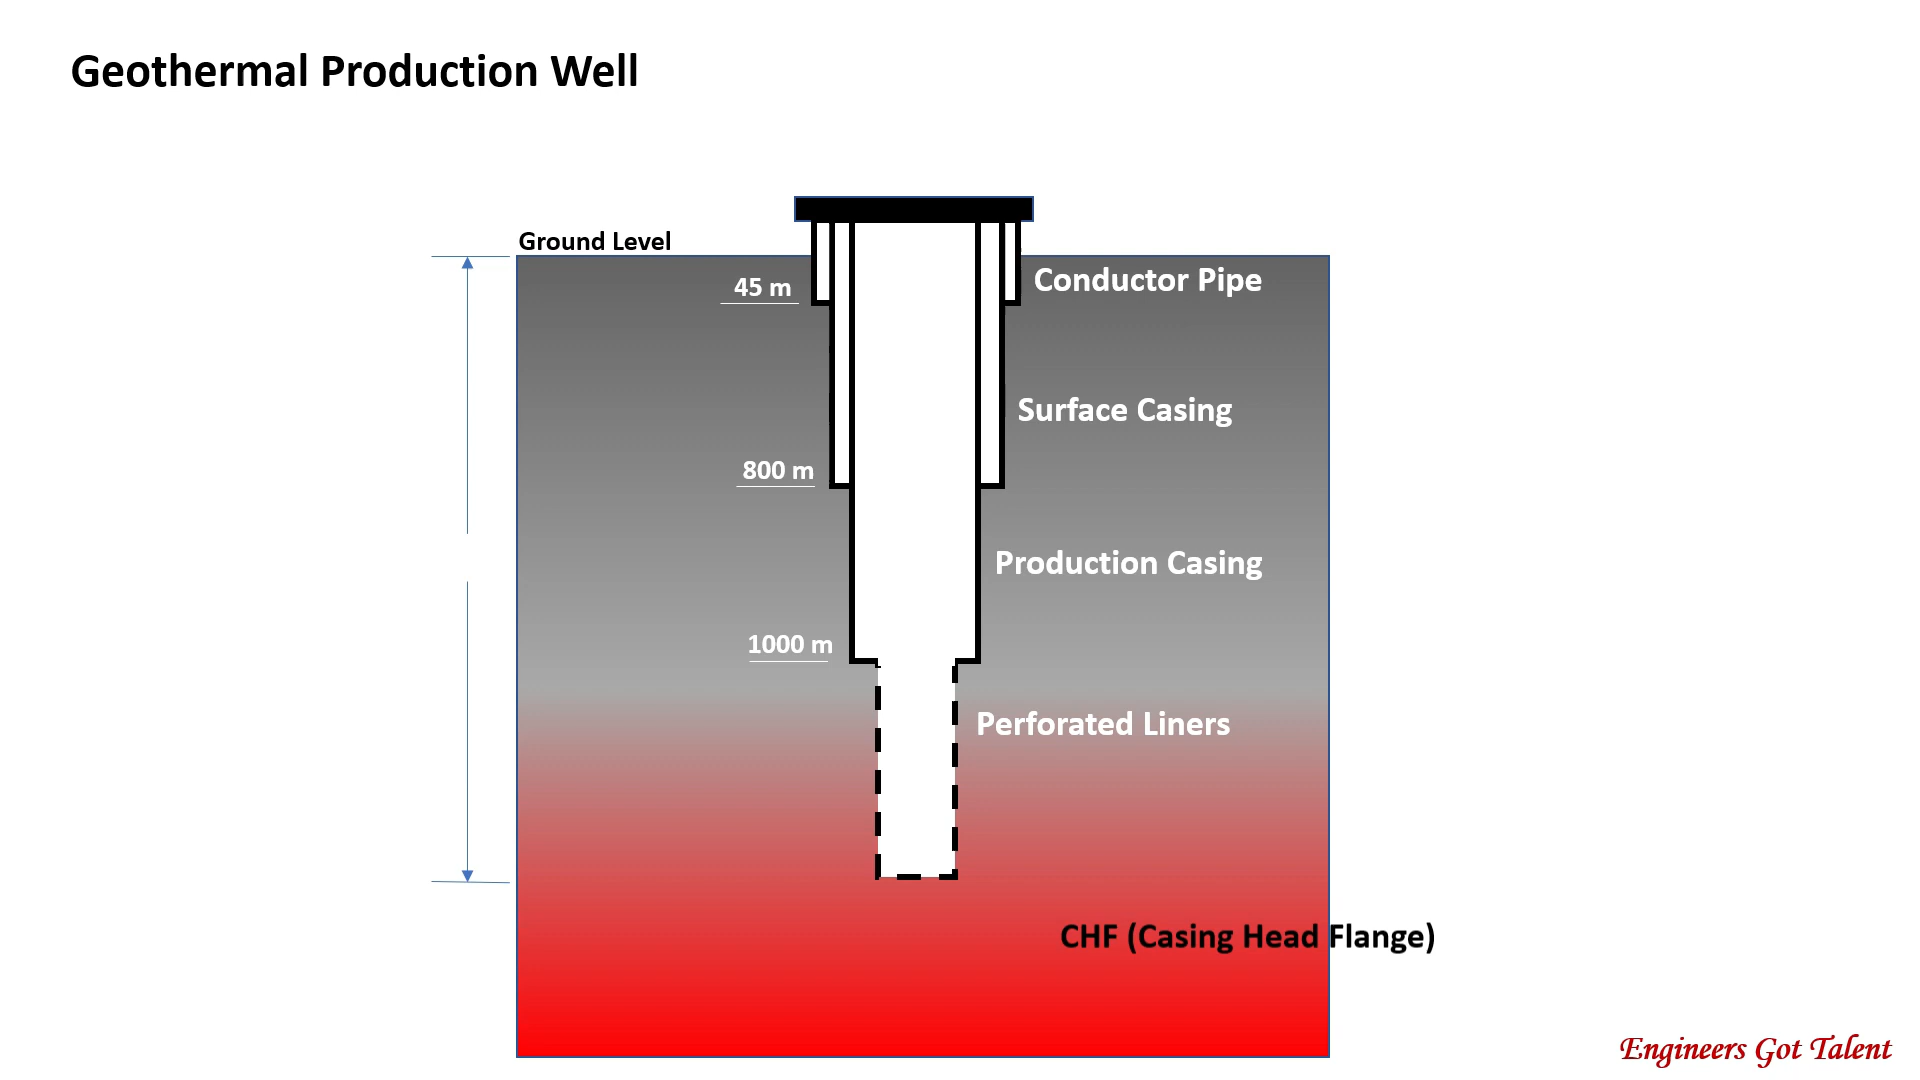 Geothermal Production Well
Ground Level
45 m
Conductor Pipe
Surface Casing
800 m
Production Casing
1000 m
Perforated Liners
CHF (Casing Head Flange)
Engineers Got Talent